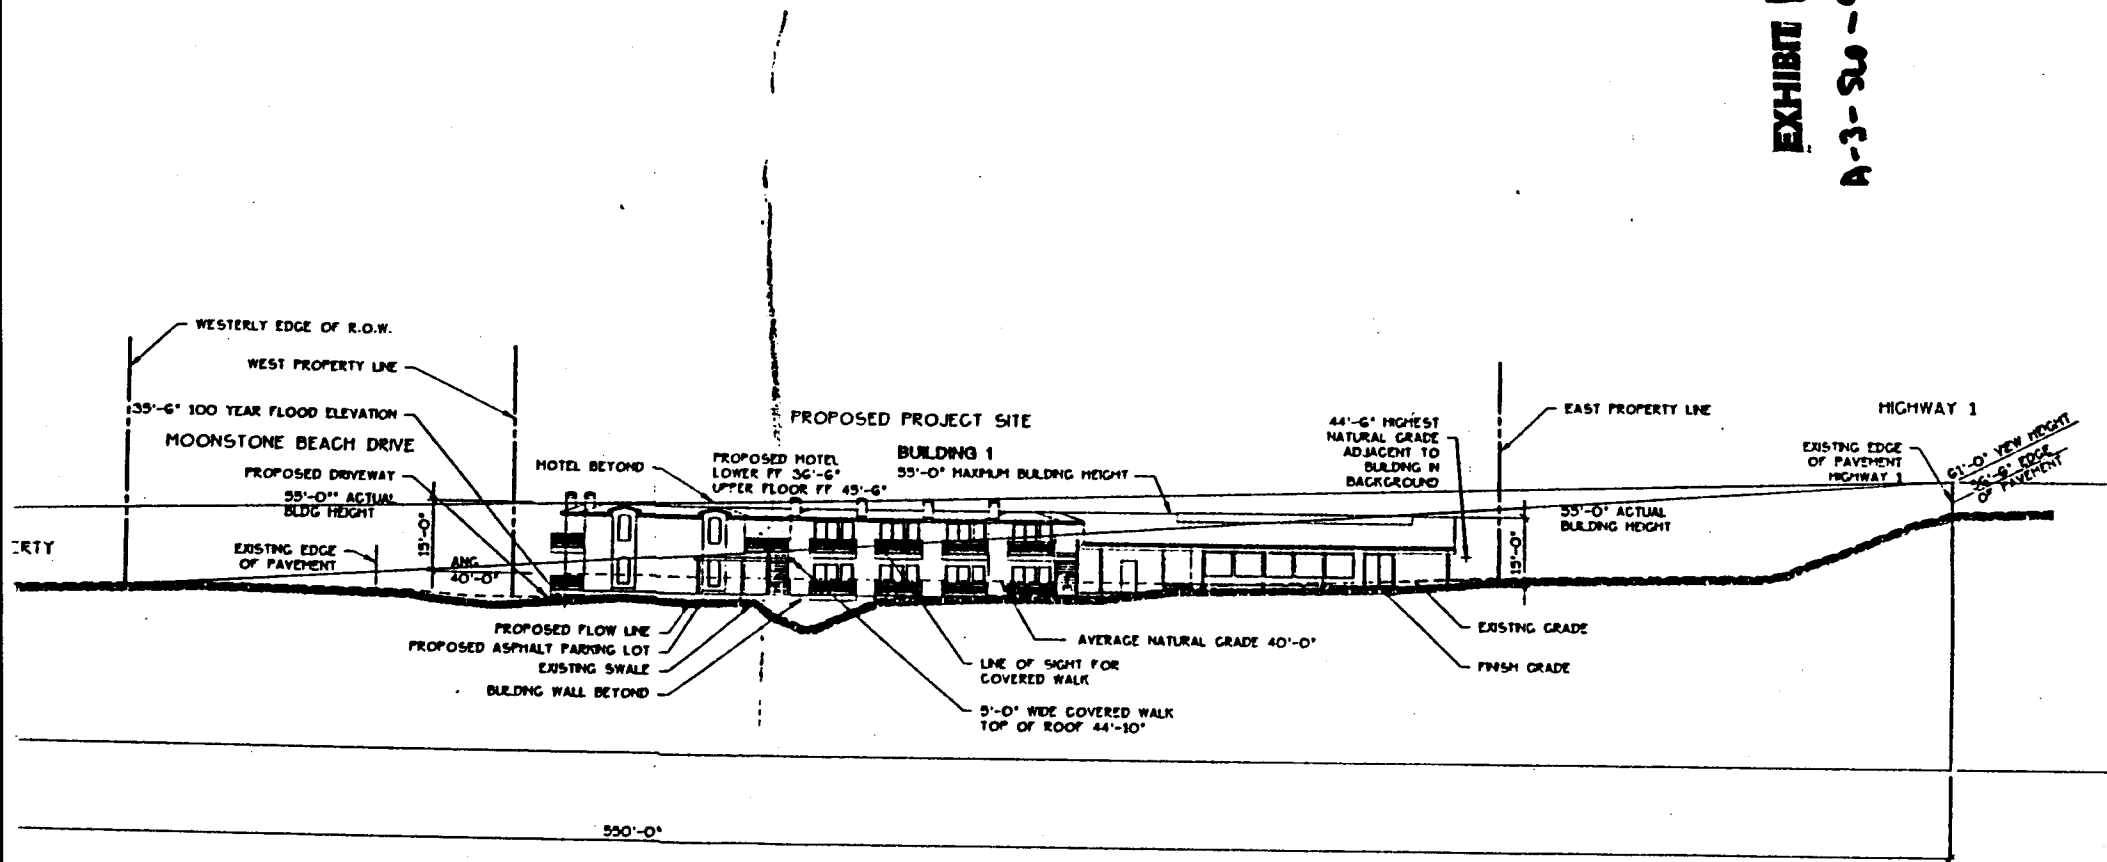 EXHIBIT
A-3-SLO-
WESTERLY EDGE OF R.O.W.
WEST PROPERTY LINE
35'-6" 100 YEAR FLOOD ELEVATION
MOONSTONE BEACH DRIVE
PROPOSED DRIVEWAY
55'-0" ACTUAL
BLDG HEIGHT
15'-0"
ERTY
EXISTING EDGE
OF PAVEMENT
40'-0"
MOTEL BEYOND
PROPOSED MOTEL
LOWER FF 36'-6"
UPPER FLOOR FF 45'-6"
PROPOSED PROJECT SITE
BUILDING 1
55'-0" MAXIMUM BUILDING HEIGHT
44'-6" HIGHEST
NATURAL GRADE
ADJACENT TO
BUILDING IN
BACKGROUND
EAST PROPERTY LINE
55'-0" ACTUAL
BUILDING HEIGHT
15'-0"
HIGHWAY 1
EXISTING EDGE
OF PAVEMENT
HIGHWAY 1
61'-0" VIEW HEIGHT
EDGE
OF PAVEMENT
PROPOSED FLOW LINE
PROPOSED ASPHALT PARKING LOT
EXISTING SWALE
BUILDING WALL BEYOND
AVERAGE NATURAL GRADE 40'-0"
LINE OF SIGHT FOR
COVERED WALK
5'-0" WIDE COVERED WALK
TOP OF ROOF 44'-10"
EXISTING GRADE
FINISH GRADE
550'-0"